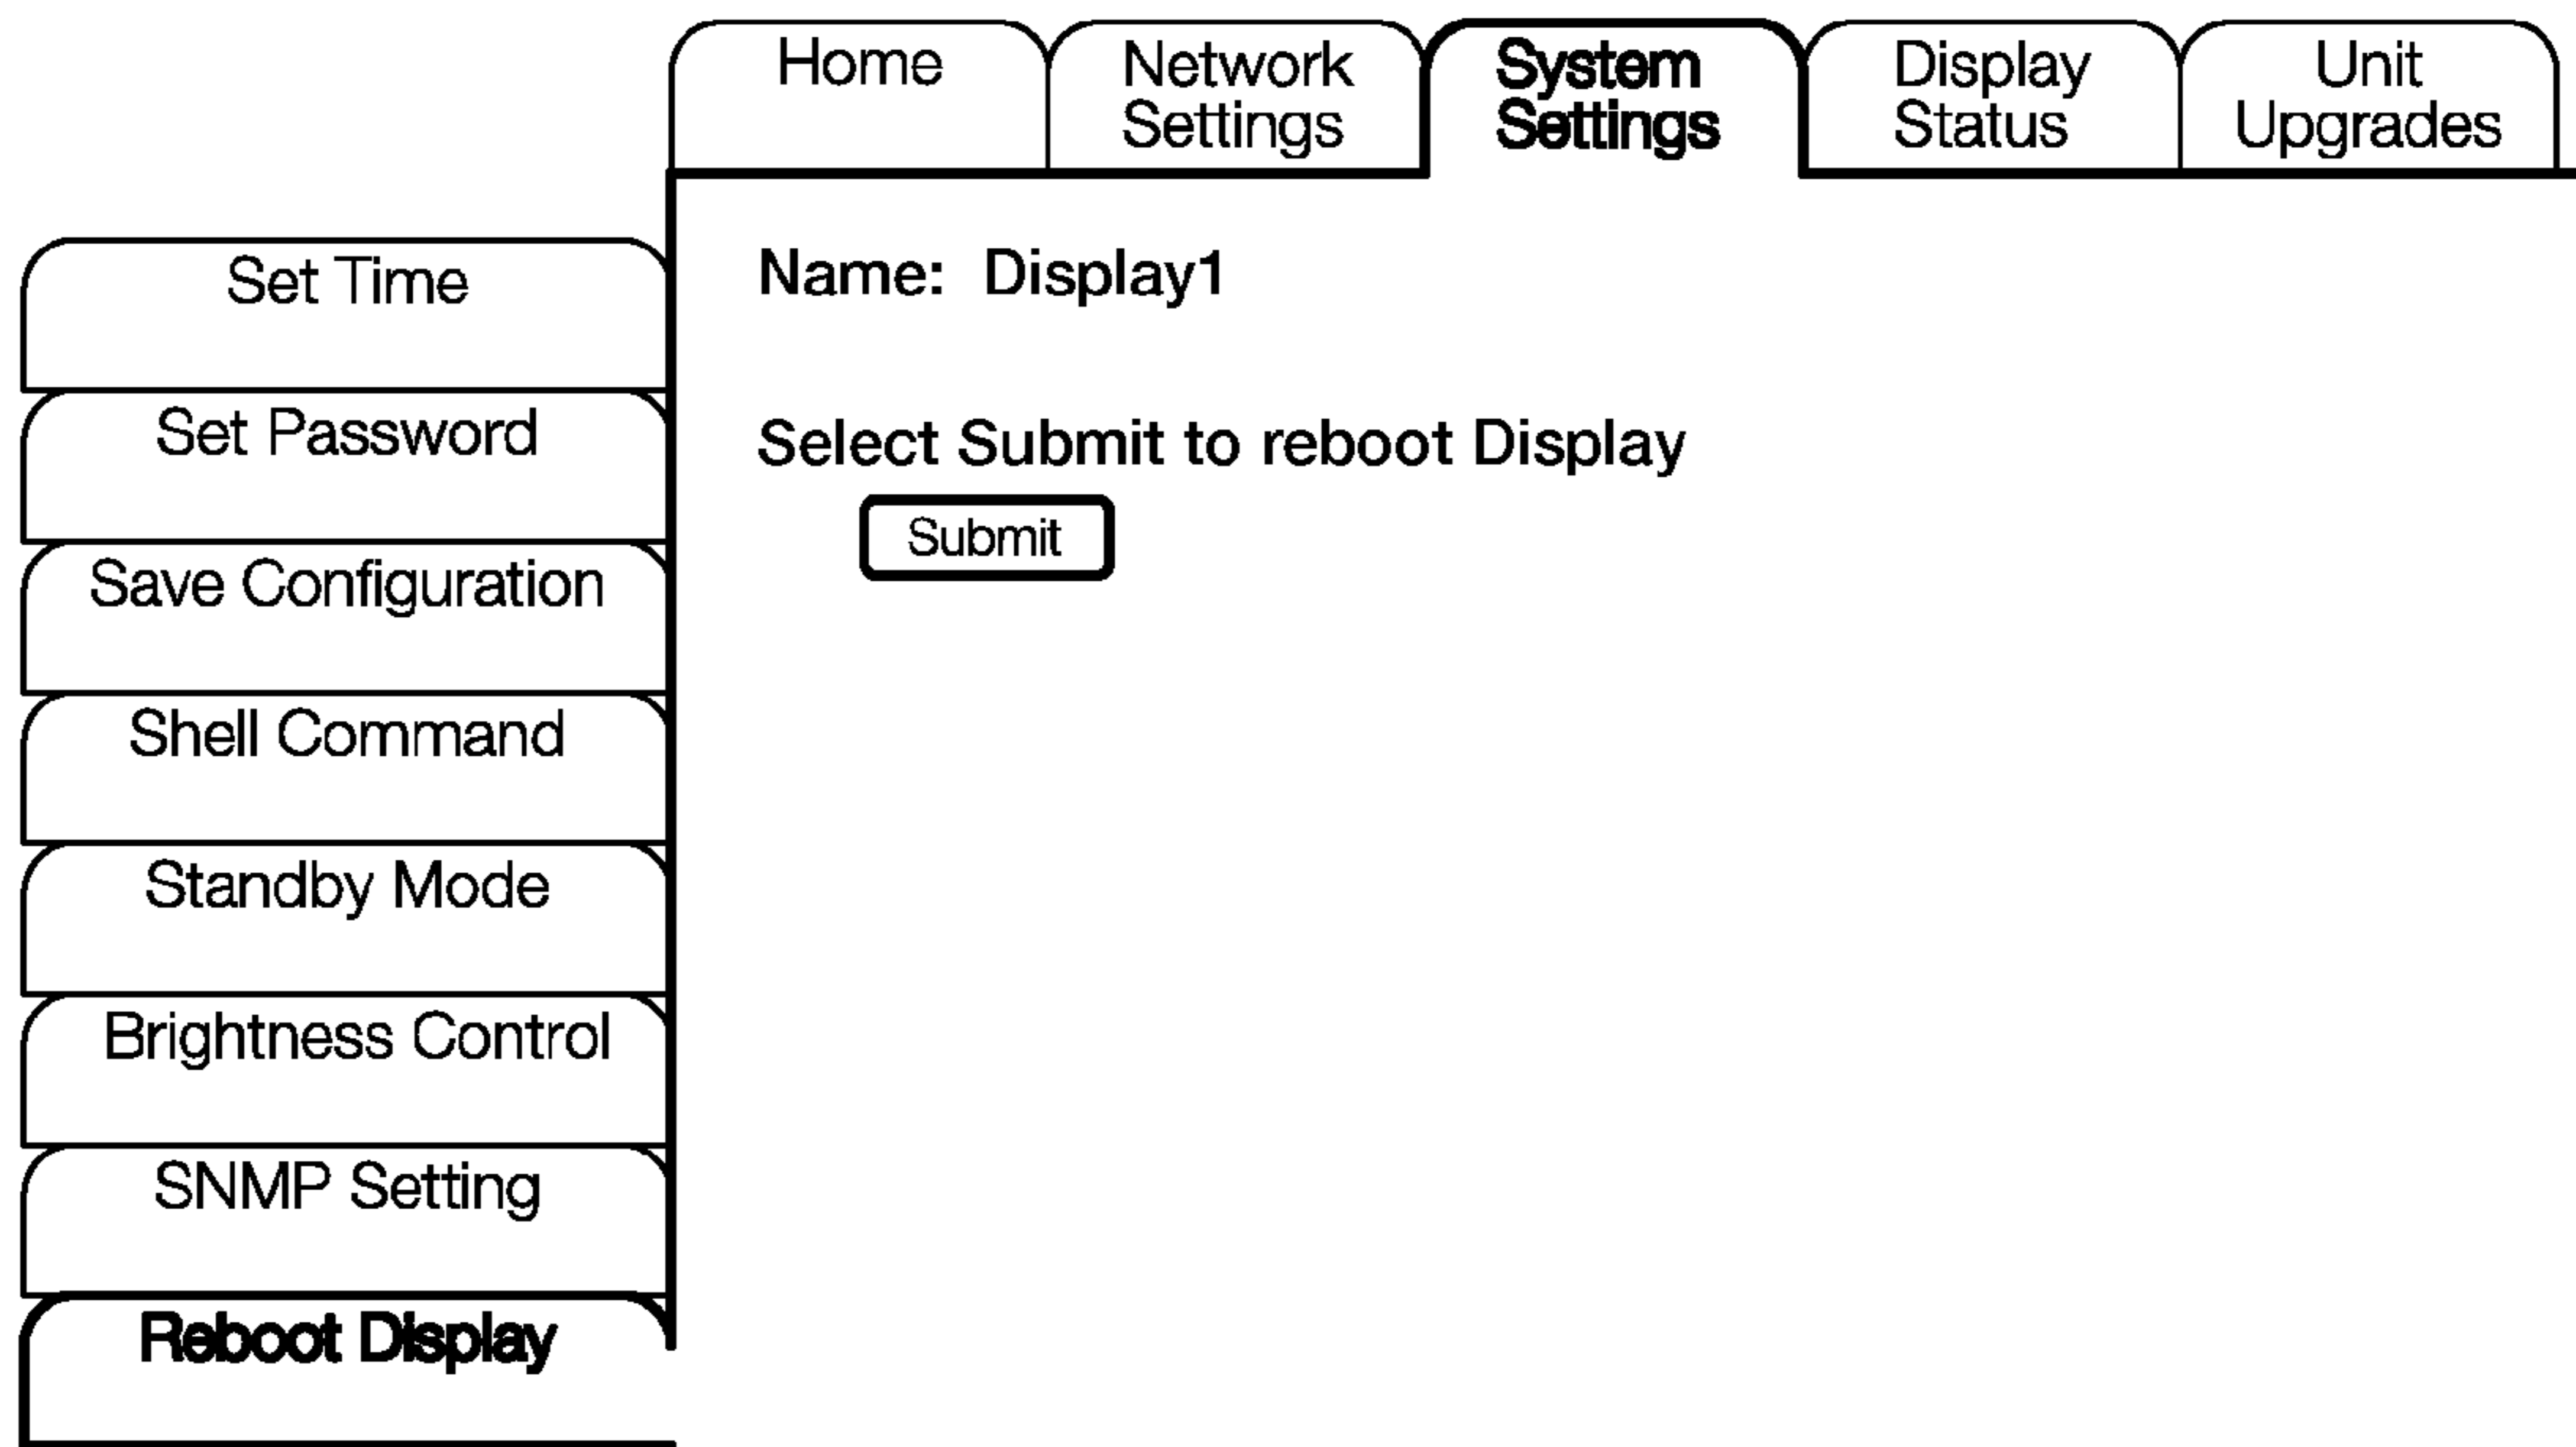 Home
Network
Settings
System
Settings
Display
Status
Unit
Upgrades
Set Time
Set Password
Save Configuration
Shell Command
Standby Mode
Brightness Control
SNMP Setting
Reboot Display
Name: Display1
Select Submit to reboot Display
Submit